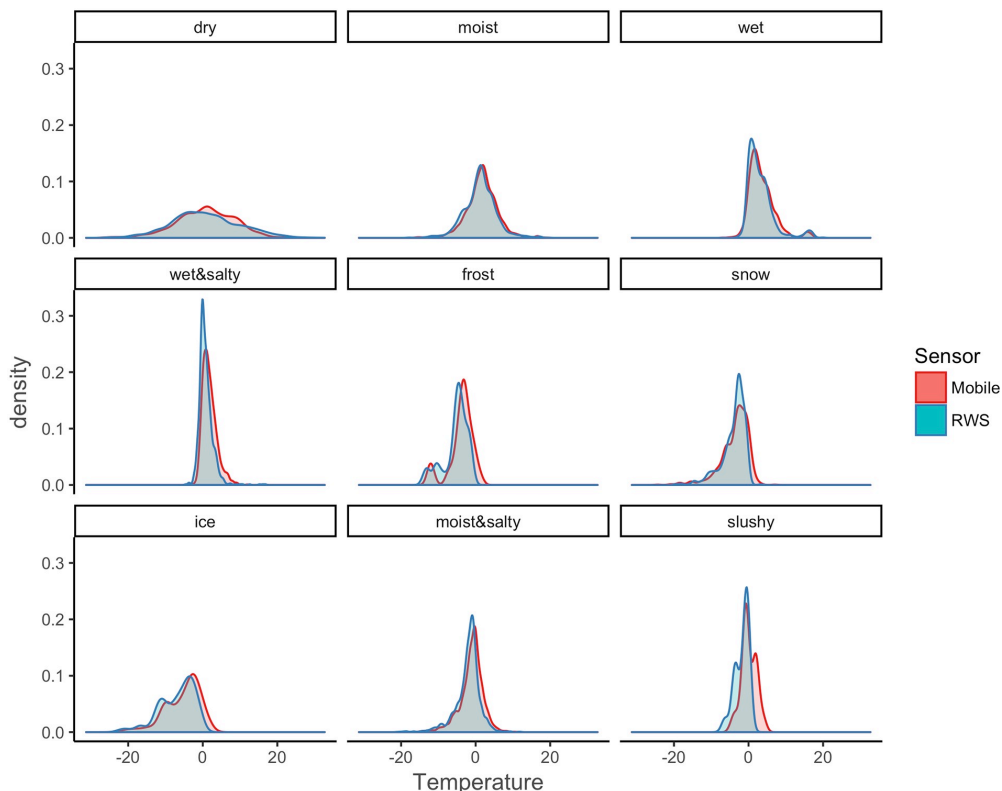 dry moist wet
0.3
0.2
0.1
0.0
wet&salty frost snow
0.3
0.2
0.1
0.0
ice moist&salty slushy
0.3
0.2
0.1
0.0
-20 0 20 -20 0 20 -20 0 20
Temperature
density
Sensor
Mobile
RWS